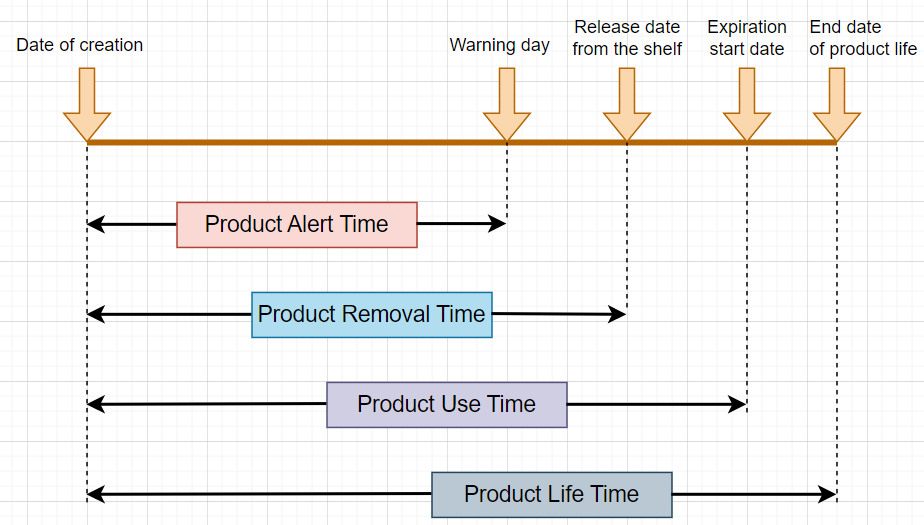 Date of creation
Warning day
Release date
from the shelf
Expiration
start date
End date
of product life
Product Alert Time
Product Removal Time
Product Use Time
Product Life Time